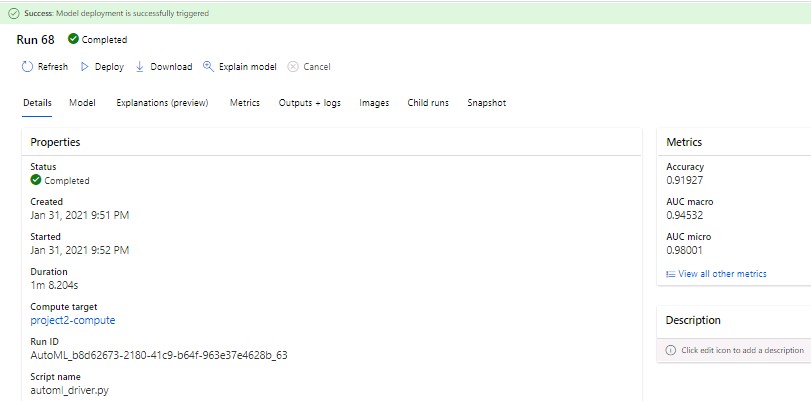 Success: Model deployment is successfully triggered
Run 68 Completed
Refresh Deploy Download Explain model Cancel
Details Model Explanations (preview) Metrics Outputs + logs Images Child runs Snapshot
Properties
Status
Completed
Created
Jan 31, 2021 9:51 PM
Started
Jan 31, 2021 9:52 PM
Duration
1m 8.204s
Compute target
project2-compute
Run ID
AutoML_b8d62673-2180-41c9-b64f-963e37e4628b_63
Script name
automl_driver.py
Metrics
Accuracy
0.91927
AUC macro
0.94532
AUC micro
0.98001
View all other metrics
Description
Click edit icon to add a description